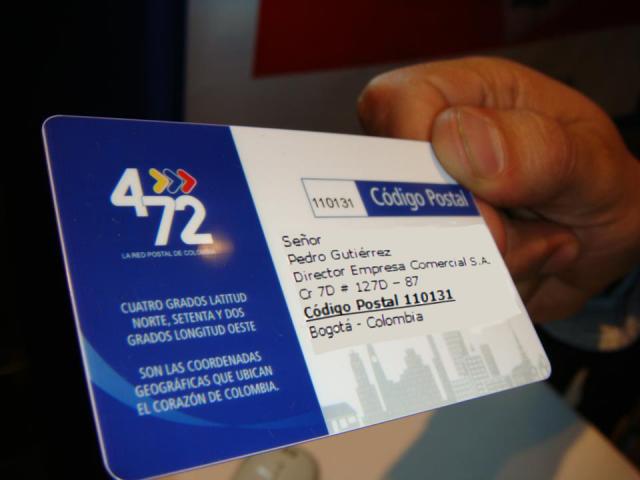 4-72
LA RED POSTAL DE COLOMBIA
CUATRO GRADOS LATITUD
NORTE, SETENTA Y DOS
GRADOS LONGITUD OESTE
SON LAS COORDENADAS
GEOGRÁFICAS QUE UBICAN
EL CORAZÓN DE COLOMBIA.
110131 Código Postal
Señor
Pedro Gutiérrez
Director Empresa Comercial S.A.
Cr 7D # 127D – 87
Código Postal 110131
Bogotá - Colombia